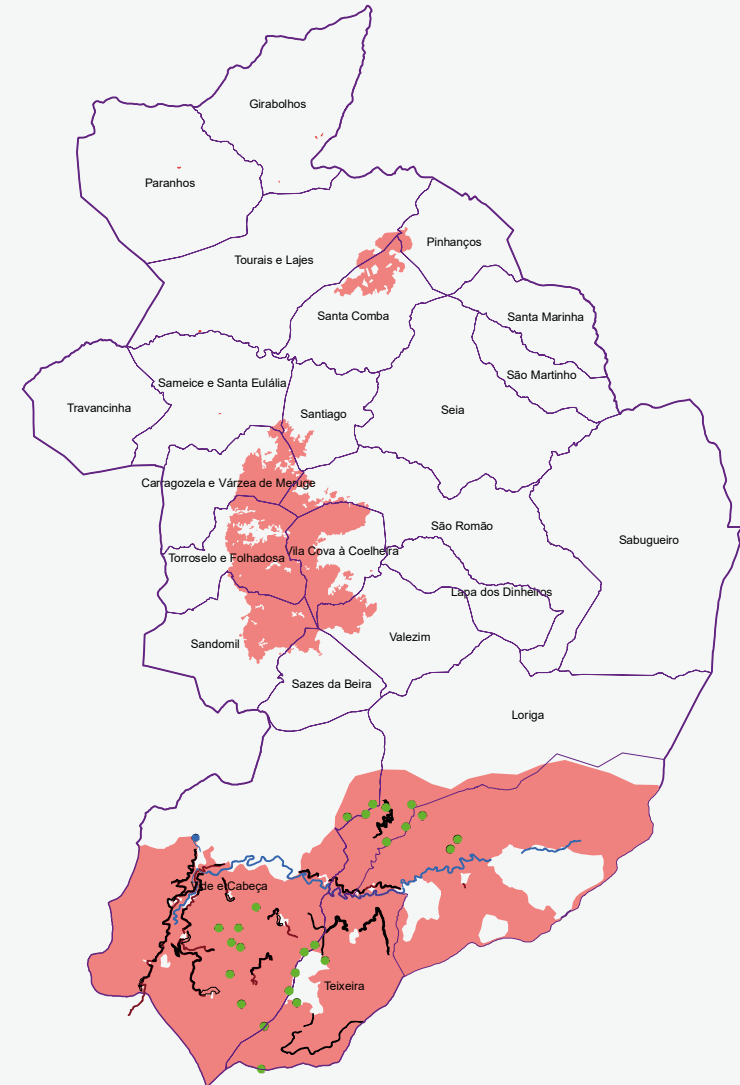 Girabolhos
Paranhos
Pinhanços
Tourais e Lajes
Santa Comba
Santa Marinha
São Martinho
Sameice e Santa Eulália
Travancinha
Santiago
Seia
Carragozela e Várzea de Meruge
São Romão
Sabugueiro
Vila Cova à Coelheira
Torroselo e Folhadosa
Lapa dos Dinheiros
Valezim
Sandomil
Sazes da Beira
Loriga
Vide e Cabeça
Teixeira